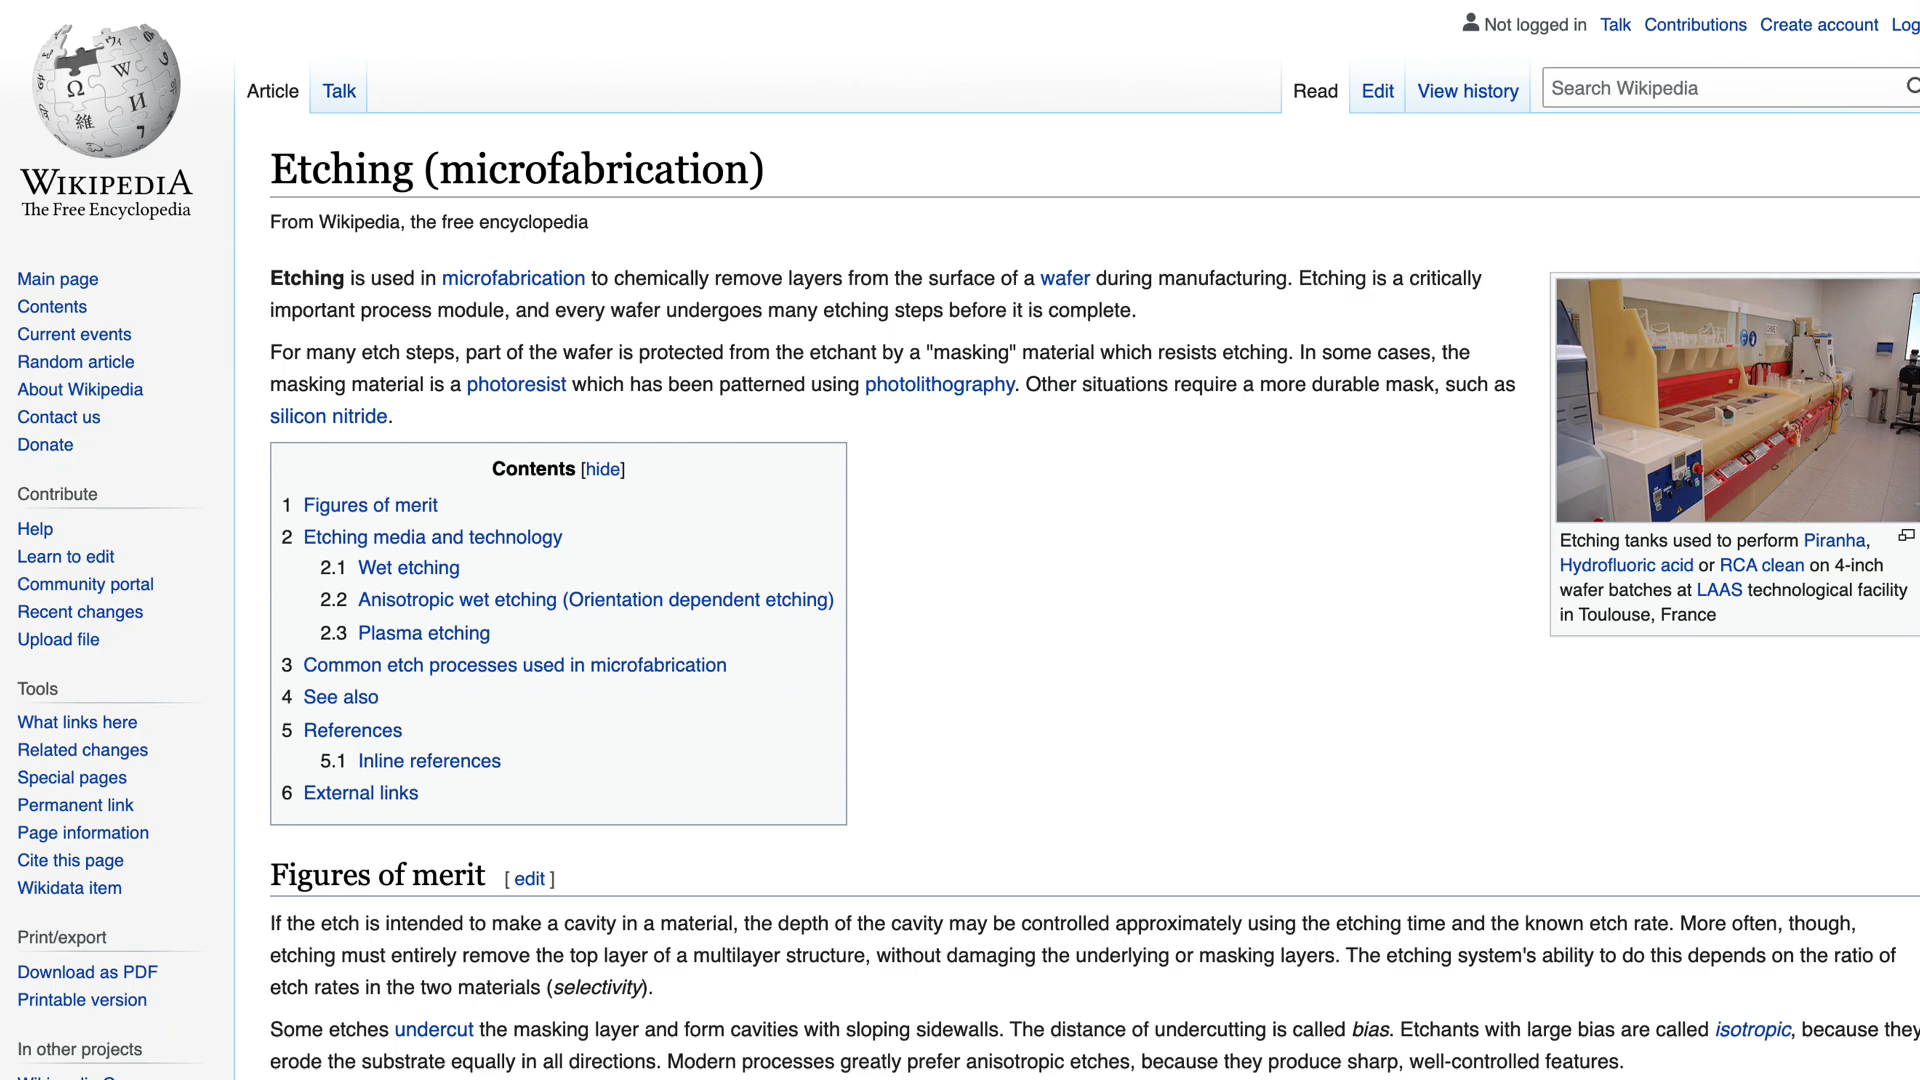 Not logged in Talk Contributions Create account Log
Article Talk Read Edit View history Search Wikipedia
WIKIPEDIA
The Free Encyclopedia
Main page
Contents
Current events
Random article
About Wikipedia
Contact us
Donate
Contribute
Help
Learn to edit
Community portal
Recent changes
Upload file
Tools
What links here
Related changes
Special pages
Permanent link
Page information
Cite this page
Wikidata item
Print/export
Download as PDF
Printable version
In other projects
Etching (microfabrication)
From Wikipedia, the free encyclopedia
Etching is used in microfabrication to chemically remove layers from the surface of a wafer during manufacturing. Etching is a critically
important process module, and every wafer undergoes many etching steps before it is complete.
For many etch steps, part of the wafer is protected from the etchant by a "masking" material which resists etching. In some cases, the
masking material is a photoresist which has been patterned using photolithography. Other situations require a more durable mask, such as
silicon nitride.
Etching tanks used to perform Piranha,
Hydrofluoric acid or RCA clean on 4-inch
wafer batches at LAAS technological facility
in Toulouse, France
Contents [hide]
1 Figures of merit
2 Etching media and technology
2.1 Wet etching
2.2 Anisotropic wet etching (Orientation dependent etching)
2.3 Plasma etching
3 Common etch processes used in microfabrication
4 See also
5 References
5.1 Inline references
6 External links
Figures of merit [ edit ]
If the etch is intended to make a cavity in a material, the depth of the cavity may be controlled approximately using the etching time and the known etch rate. More often, though,
etching must entirely remove the top layer of a multilayer structure, without damaging the underlying or masking layers. The etching system's ability to do this depends on the ratio of
etch rates in the two materials (selectivity).
Some etches undercut the masking layer and form cavities with sloping sidewalls. The distance of undercutting is called bias. Etchants with large bias are called isotropic, because they
erode the substrate equally in all directions. Modern processes greatly prefer anisotropic etches, because they produce sharp, well-controlled features.